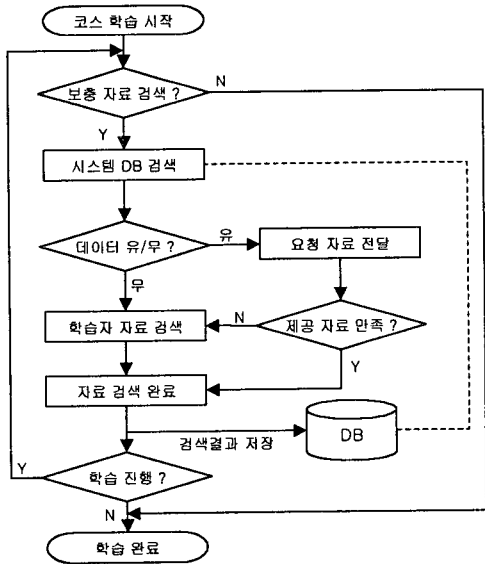 코스 학습 시작
보충 자료 검색 ?
N
Y
시스템 DB 검색
데이터 유/무 ?
유
요청 자료 전달
무
학습자 자료 검색
N
제공 자료 만족 ?
Y
자료 검색 완료
검색결과 저장
DB
Y
학습 진행 ?
N
학습 완료